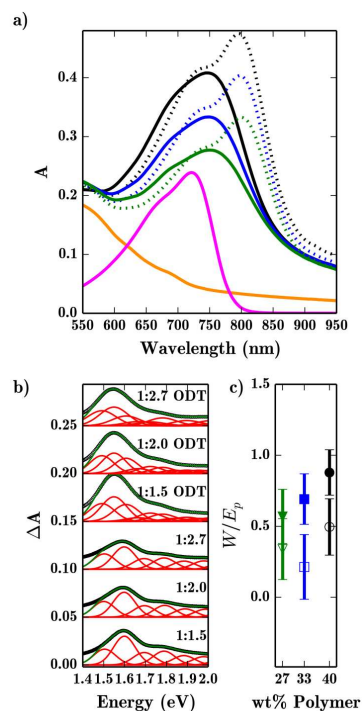 a)
0.4
0.3
0.2
0.1
0.0
A
550 600 650 700 750 800 850 900 950
Wavelength (nm)
b)
1:2.7 ODT
0.25
1:2.0 ODT
0.20
1:1.5 ODT
0.15
1:2.7
0.10
1:2.0
0.05
1:1.5
0.00
ΔA
1.4 1.5 1.6 1.7 1.8 1.9 2.0
Energy (eV)
c)
1.5
1.0
0.5
0.0
W/E_p
27 33 40
wt% Polymer